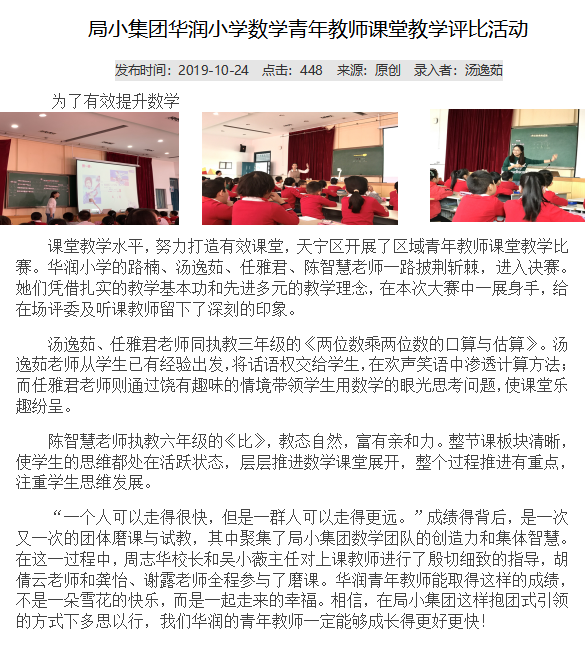 局小集团华润小学数学青年教师课堂教学评比活动
发布时间：2019-10-24 点击：448 来源：原创 录入者：汤逸茹
为了有效提升数学
课堂教学水平，努力打造有效课堂，天宁区开展了区域青年教师课堂教学比
赛。华润小学的路楠、汤逸茹、任雅君、陈智慧老师一路披荆斩棘，进入决赛。
她们凭借扎实的教学基本功和先进多元的教学理念，在本次大赛中一展身手，给
在场评委及听课教师留下了深刻的印象。
汤逸茹、任雅君老师同执教三年级的《两位数乘两位数的口算与估算》。汤
逸茹老师从学生已有经验出发，将话语权交给学生，在欢声笑语中渗透计算方法；
而任雅君老师则通过饶有趣味的情境带领学生用数学的眼光思考问题，使课堂乐
趣纷呈。
陈智慧老师执教六年级的《比》，教态自然，富有亲和力。整节课板块清晰，
使学生的思维都处在活跃状态，层层推进数学课堂展开，整个过程推进有重点，
注重学生思维发展。
“一个人可以走得很快，但是一群人可以走得更远。”成绩得背后，是一次
又一次的团体磨课与试教，其中聚集了局小集团数学团队的创造力和集体智慧。
在这一过程中，周志华校长和吴小薇主任对上课教师进行了殷切细致的指导，胡
倩云老师和龚怡、谢露老师全程参与了磨课。华润青年教师能取得这样的成绩，
不是一朵雪花的快乐，而是一起走来的幸福。相信，在局小集团这样抱团式引领
的方式下多思以行，我们华润的青年教师一定能够成长得更好更快！